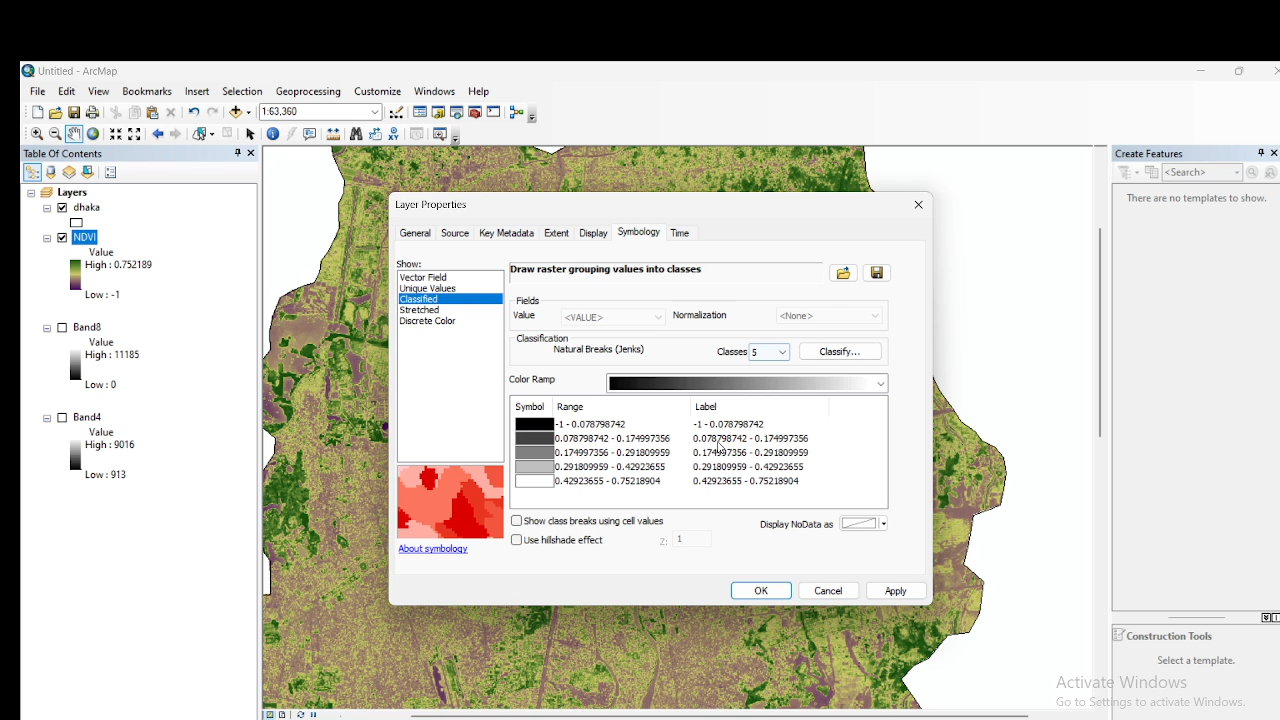 Untitled - ArcMap
File Edit View Bookmarks Insert Selection Geoprocessing Customize Windows Help
1:63,360
Table Of Contents
Layers
dhaka
NDVI
Value
High : 0.752189
Low : -1
Band8
Value
High : 11185
Low : 0
Band4
Value
High : 9016
Low : 913
Layer Properties
General Source Key Metadata Extent Display Symbology Time
Show:
Vector Field
Unique Values
Classified
Stretched
Discrete Color
About symbology
Draw raster grouping values into classes
Fields
Value <VALUE> Normalization <None>
Classification
Natural Breaks (Jenks) Classes 5 Classify...
Color Ramp
Symbol Range Label
-1 - 0.078798742 -1 - 0.078798742
0.078798742 - 0.174997356 0.078798742 - 0.174997356
0.174997356 - 0.291809959 0.174997356 - 0.291809959
0.291809959 - 0.42923655 0.291809959 - 0.42923655
0.42923655 - 0.75218904 0.42923655 - 0.75218904
Show class breaks using cell values Display NoData as
Use hillshade effect Z: 1
OK Cancel Apply
Create Features
<Search>
There are no templates to show.
Construction Tools
Select a template.
Activate Windows
Go to Settings to activate Windows.